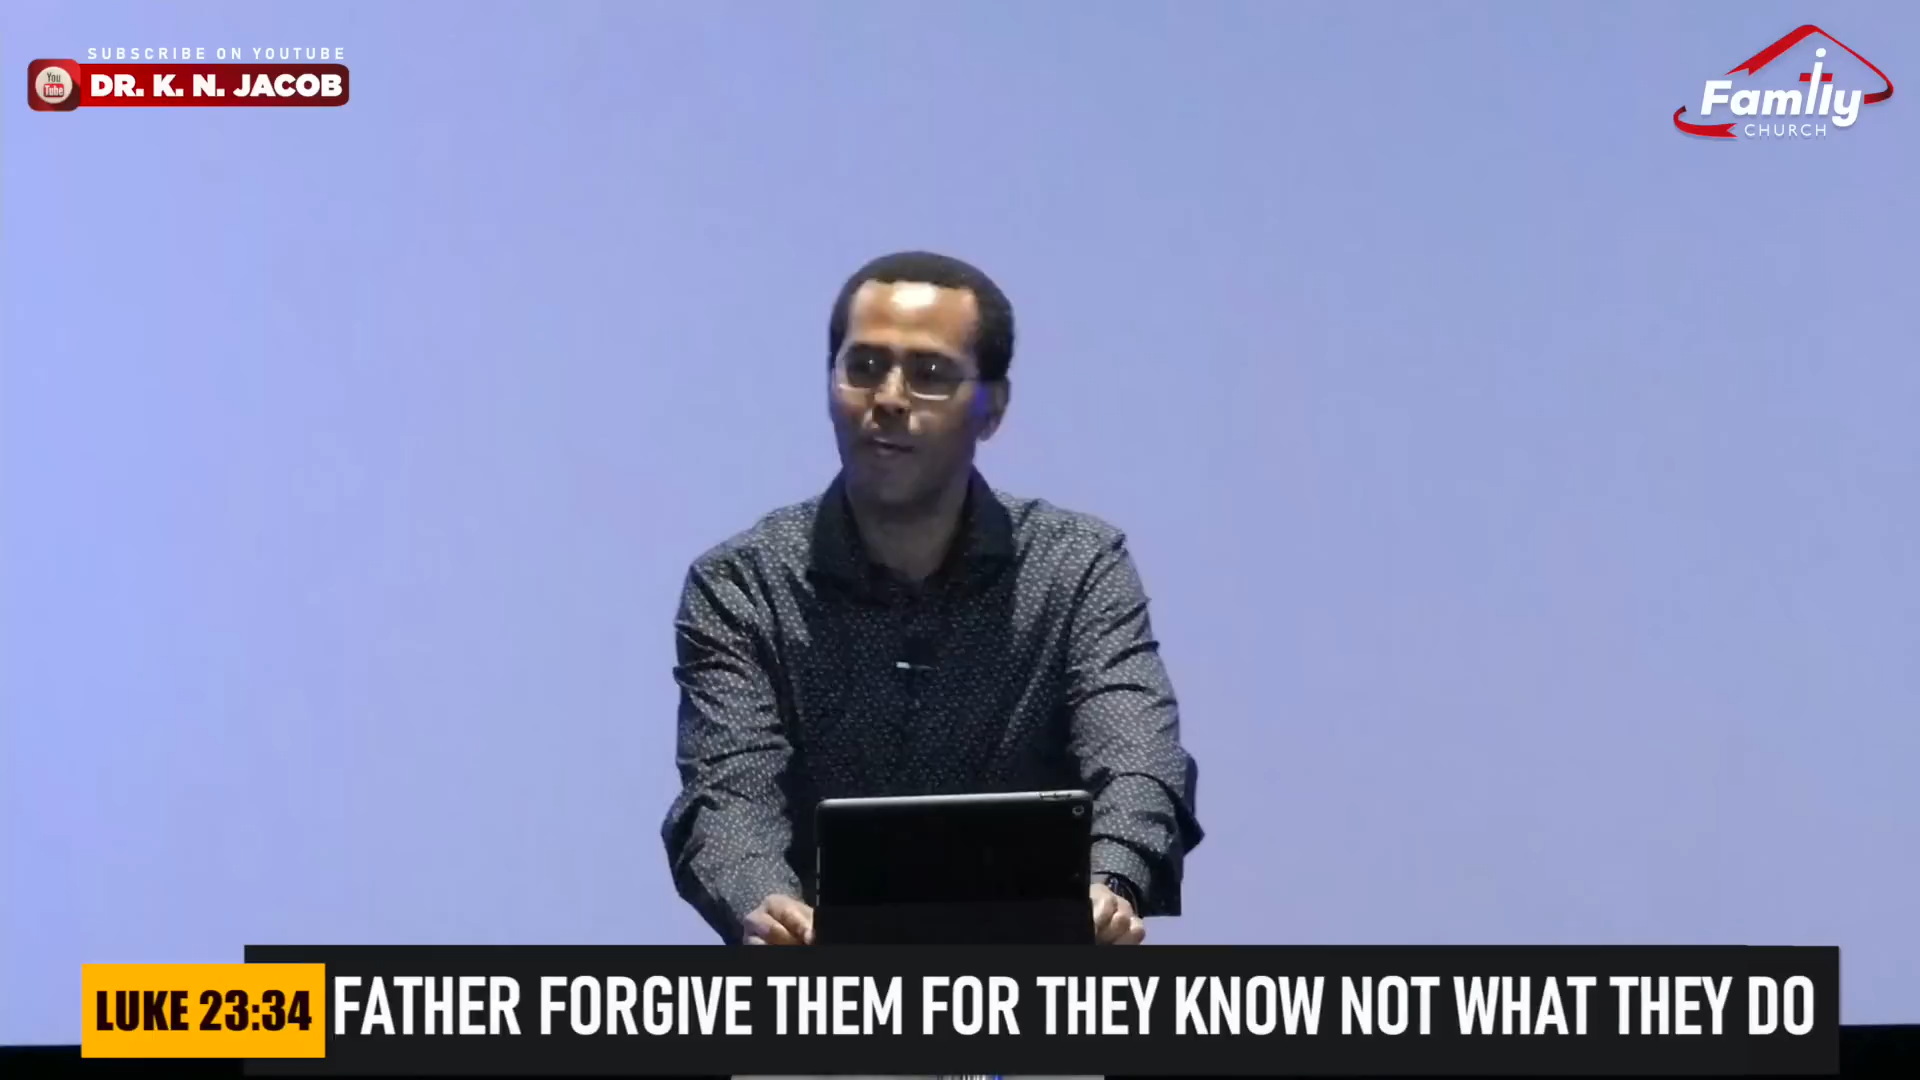 SUBSCRIBE ON YOUTUBE
You
Tube
DR. K. N. JACOB
Family
CHURCH
LUKE 23:34
FATHER FORGIVE THEM FOR THEY KNOW NOT WHAT THEY DO